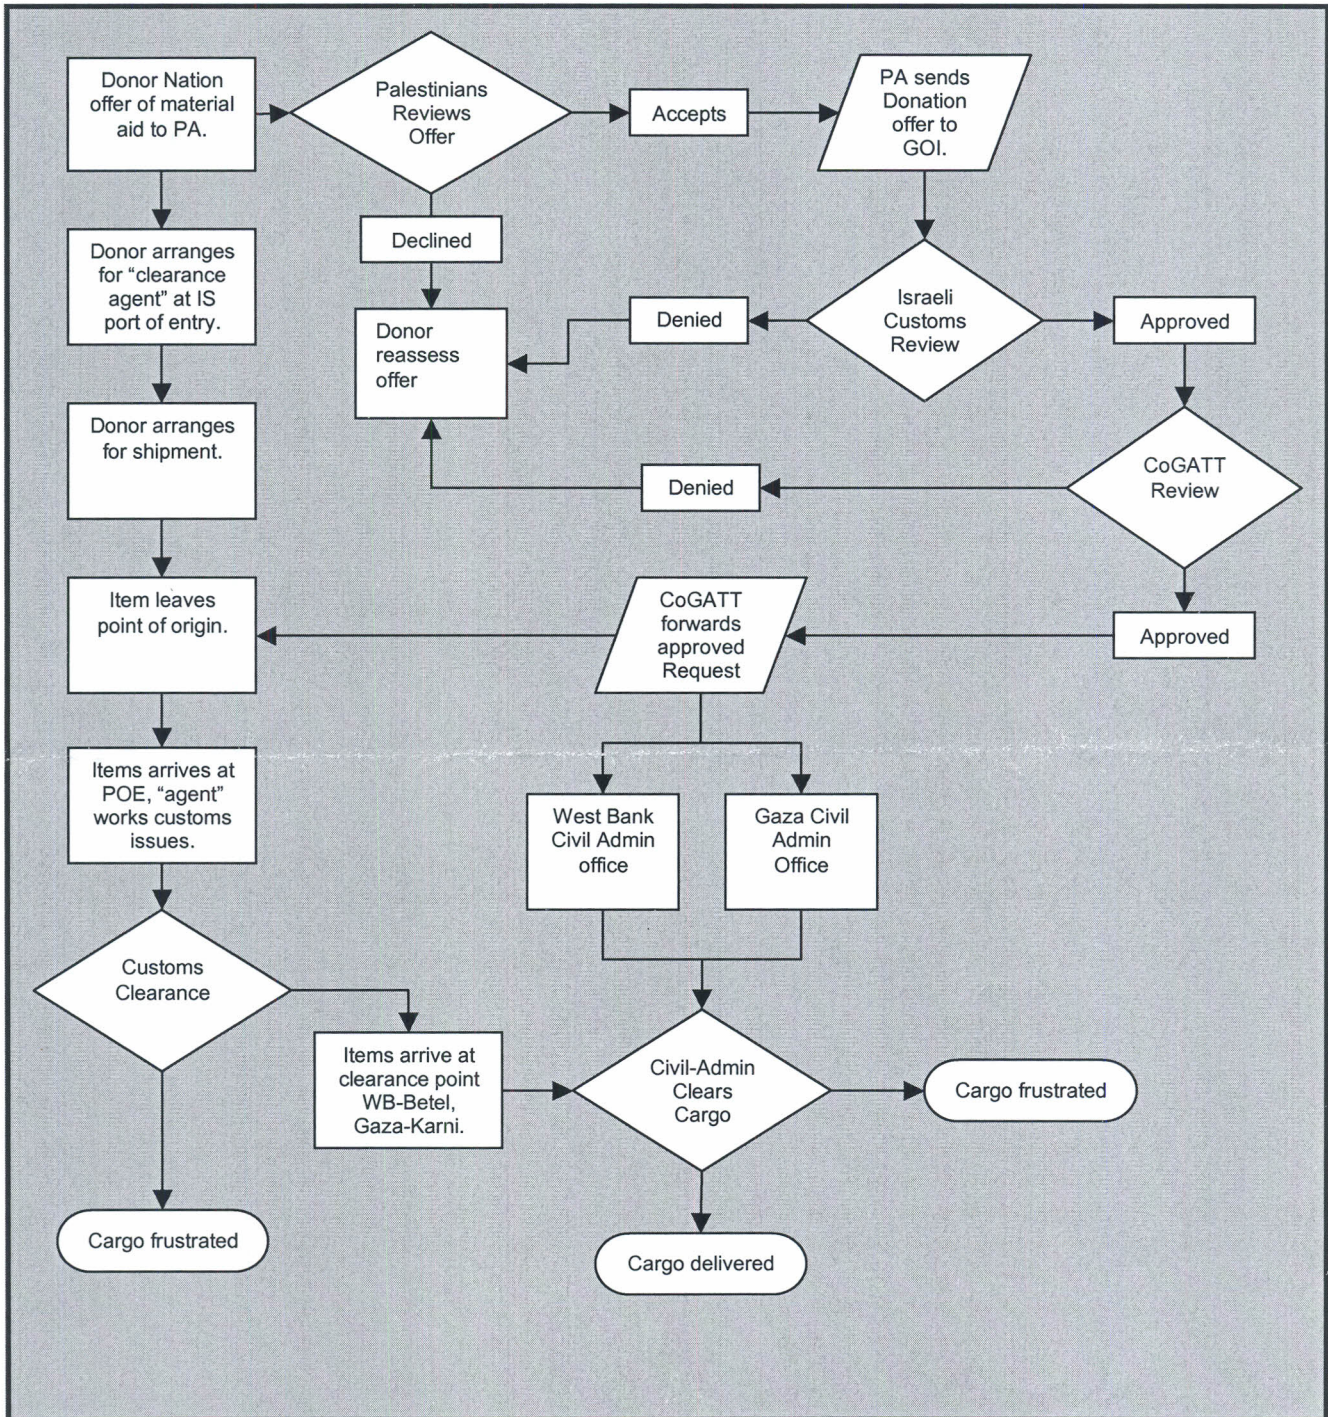 Donor Nation
offer of material
aid to PA.
Palestinians
Reviews
Offer
Accepts
PA sends
Donation
offer to
GOI.
Donor arranges
for “clearance
agent” at IS
port of entry.
Declined
Donor
reassess
offer
Denied
Israeli
Customs
Review
Approved
Donor arranges
for shipment.
Denied
CoGATT
Review
Item leaves
point of origin.
CoGATT
forwards
approved
Request
Approved
Items arrives at
POE, “agent”
works customs
issues.
West Bank
Civil Admin
office
Gaza Civil
Admin
Office
Customs
Clearance
Items arrive at
clearance point
WB-Betel,
Gaza-Karni.
Civil-Admin
Clears
Cargo
Cargo frustrated
Cargo frustrated
Cargo delivered